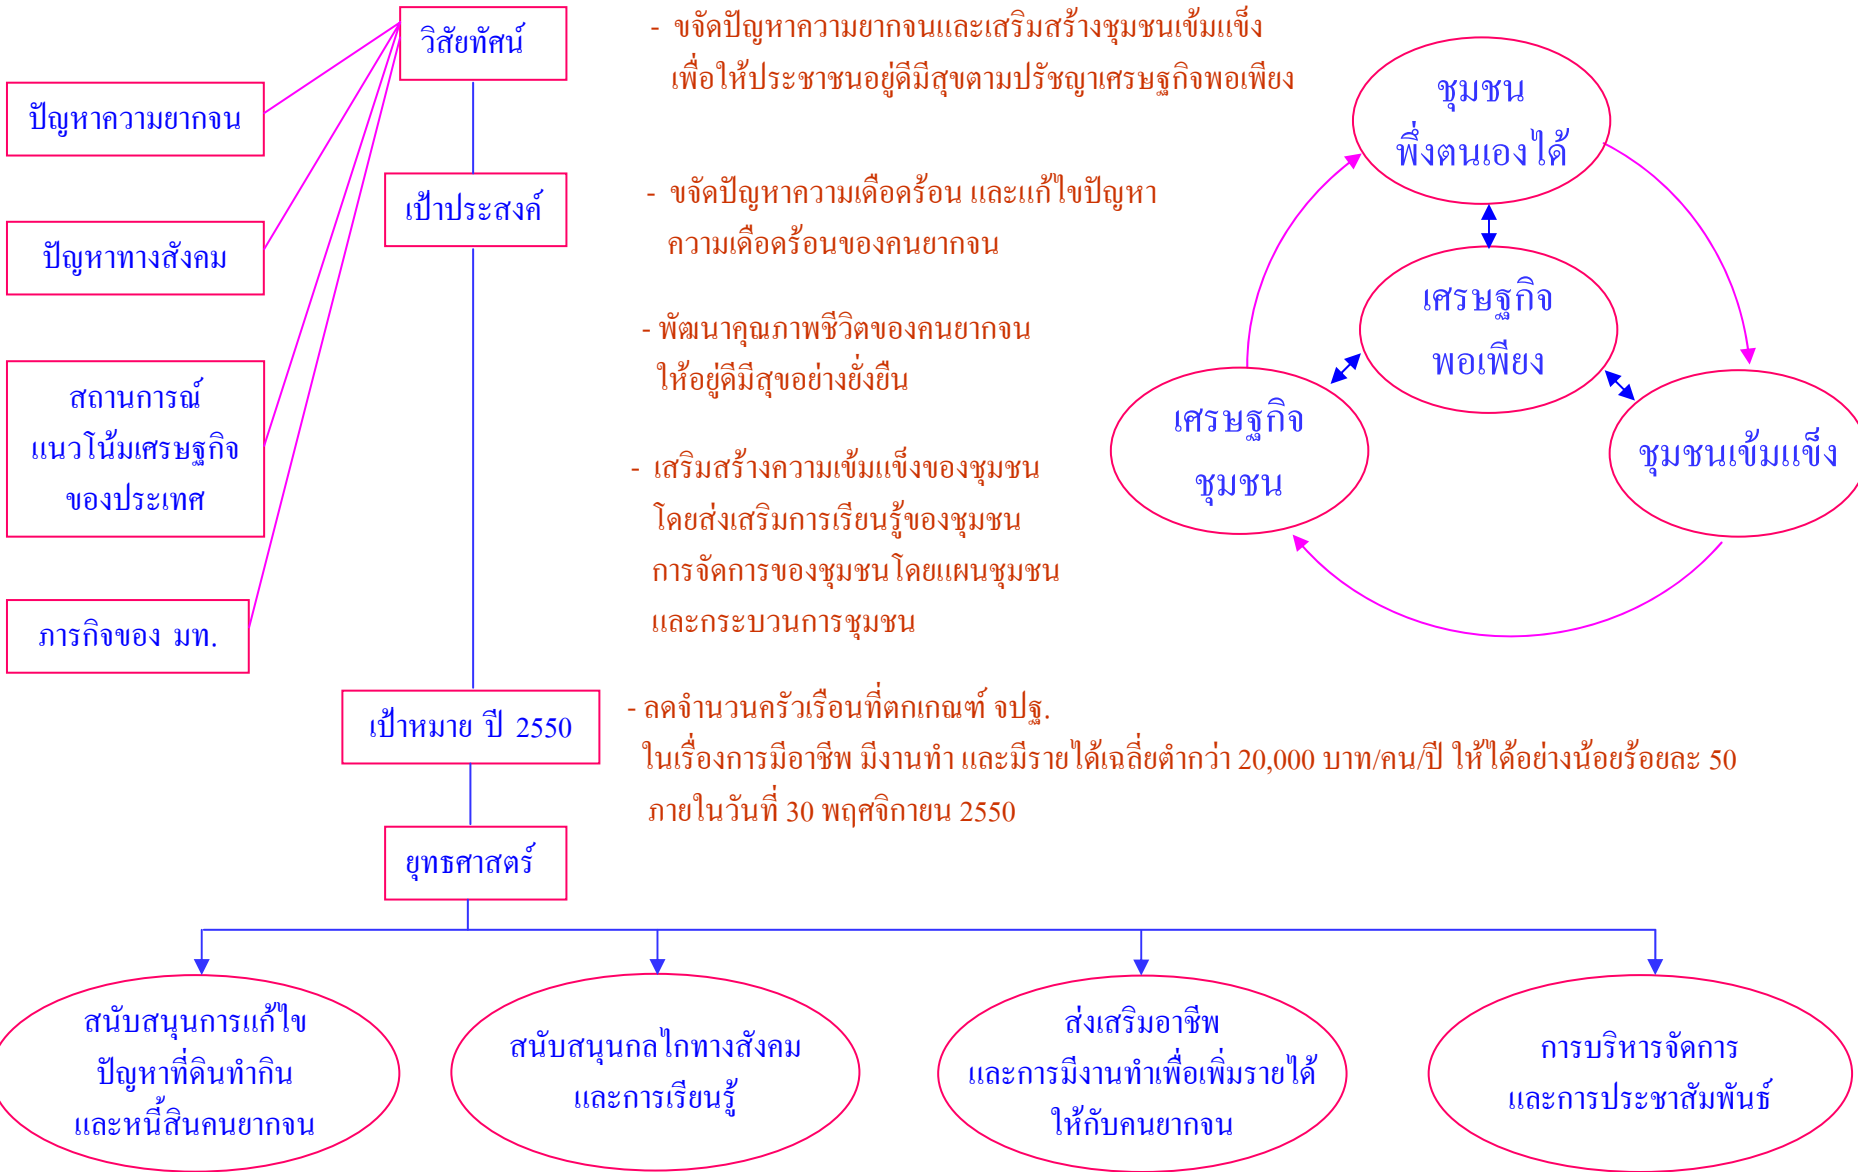 วิสัยทัศน์
- ขจัดปัญหาความยากจนและเสริมสร้างชุมชนเข้มแข็ง
เพื่อให้ประชาชนอยู่ดีมีสุขตามปรัชญาเศรษฐกิจพอเพียง
ปัญหาความยากจน
ปัญหาทางสังคม
สถานการณ์
แนวโน้มเศรษฐกิจ
ของประเทศ
ภารกิจของ มท.
เป้าประสงค์
- ขจัดปัญหาความเดือดร้อน และแก้ไขปัญหา
ความเดือดร้อนของคนยากจน
- พัฒนาคุณภาพชีวิตของคนยากจน
ให้อยู่ดีมีสุขอย่างยั่งยืน
- เสริมสร้างความเข้มแข็งของชุมชน
โดยส่งเสริมการเรียนรู้ของชุมชน
การจัดการของชุมชนโดยแผนชุมชน
และกระบวนการชุมชน
ชุมชน
พึ่งตนเองได้
เศรษฐกิจ
พอเพียง
เศรษฐกิจ
ชุมชน
ชุมชนเข้มแข็ง
เป้าหมาย ปี 2550
- ลดจำนวนครัวเรือนที่ตกเกณฑ์ จปฐ.
ในเรื่องการมีอาชีพ มีงานทำ และมีรายได้เฉลี่ยต่ำกว่า 20,000 บาท/คน/ปี ให้ได้อย่างน้อยร้อยละ 50
ภายในวันที่ 30 พฤศจิกายน 2550
ยุทธศาสตร์
สนับสนุนการแก้ไข
ปัญหาที่ดินทำกิน
และหนี้สินคนยากจน
สนับสนุนกลไกทางสังคม
และการเรียนรู้
ส่งเสริมอาชีพ
และการมีงานทำเพื่อเพิ่มรายได้
ให้กับคนยากจน
การบริหารจัดการ
และการประชาสัมพันธ์